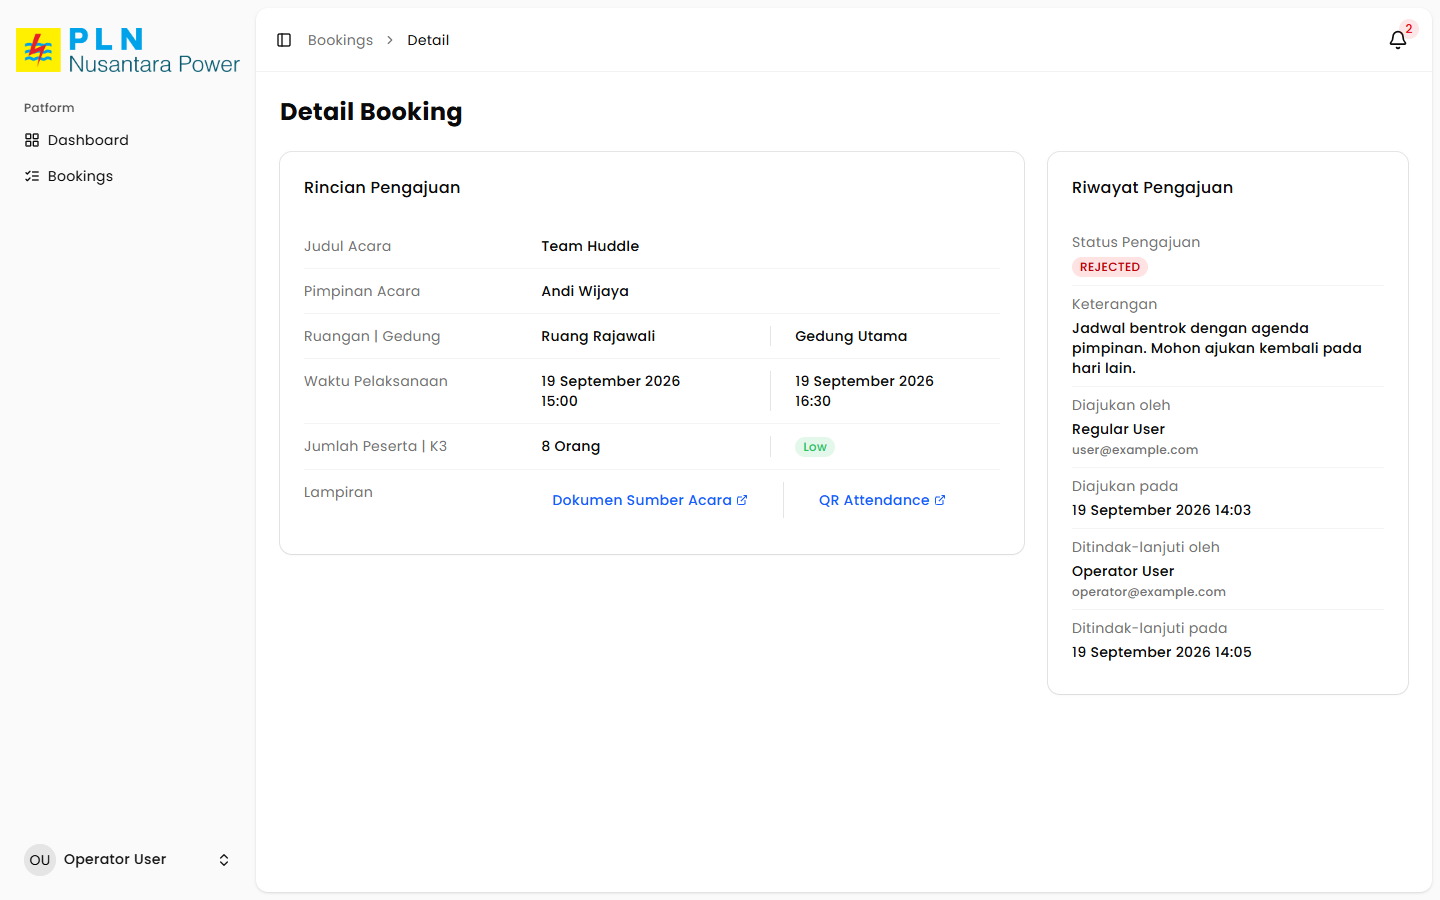 PLN
Nusantara Power
Patform
Dashboard
Bookings
OU
Operator User
Bookings
Detail
2
Detail Booking
Rincian Pengajuan
Judul Acara
Team Huddle
Pimpinan Acara
Andi Wijaya
Ruangan | Gedung
Ruang Rajawali
Gedung Utama
Waktu Pelaksanaan
19 September 2026
15:00
19 September 2026
16:30
Jumlah Peserta | K3
8 Orang
Low
Lampiran
Dokumen Sumber Acara
QR Attendance
Riwayat Pengajuan
Status Pengajuan
REJECTED
Keterangan
Jadwal bentrok dengan agenda
pimpinan. Mohon ajukan kembali pada
hari lain.
Diajukan oleh
Regular User
user@example.com
Diajukan pada
19 September 2026 14:03
Ditindak-lanjuti oleh
Operator User
operator@example.com
Ditindak-lanjuti pada
19 September 2026 14:05